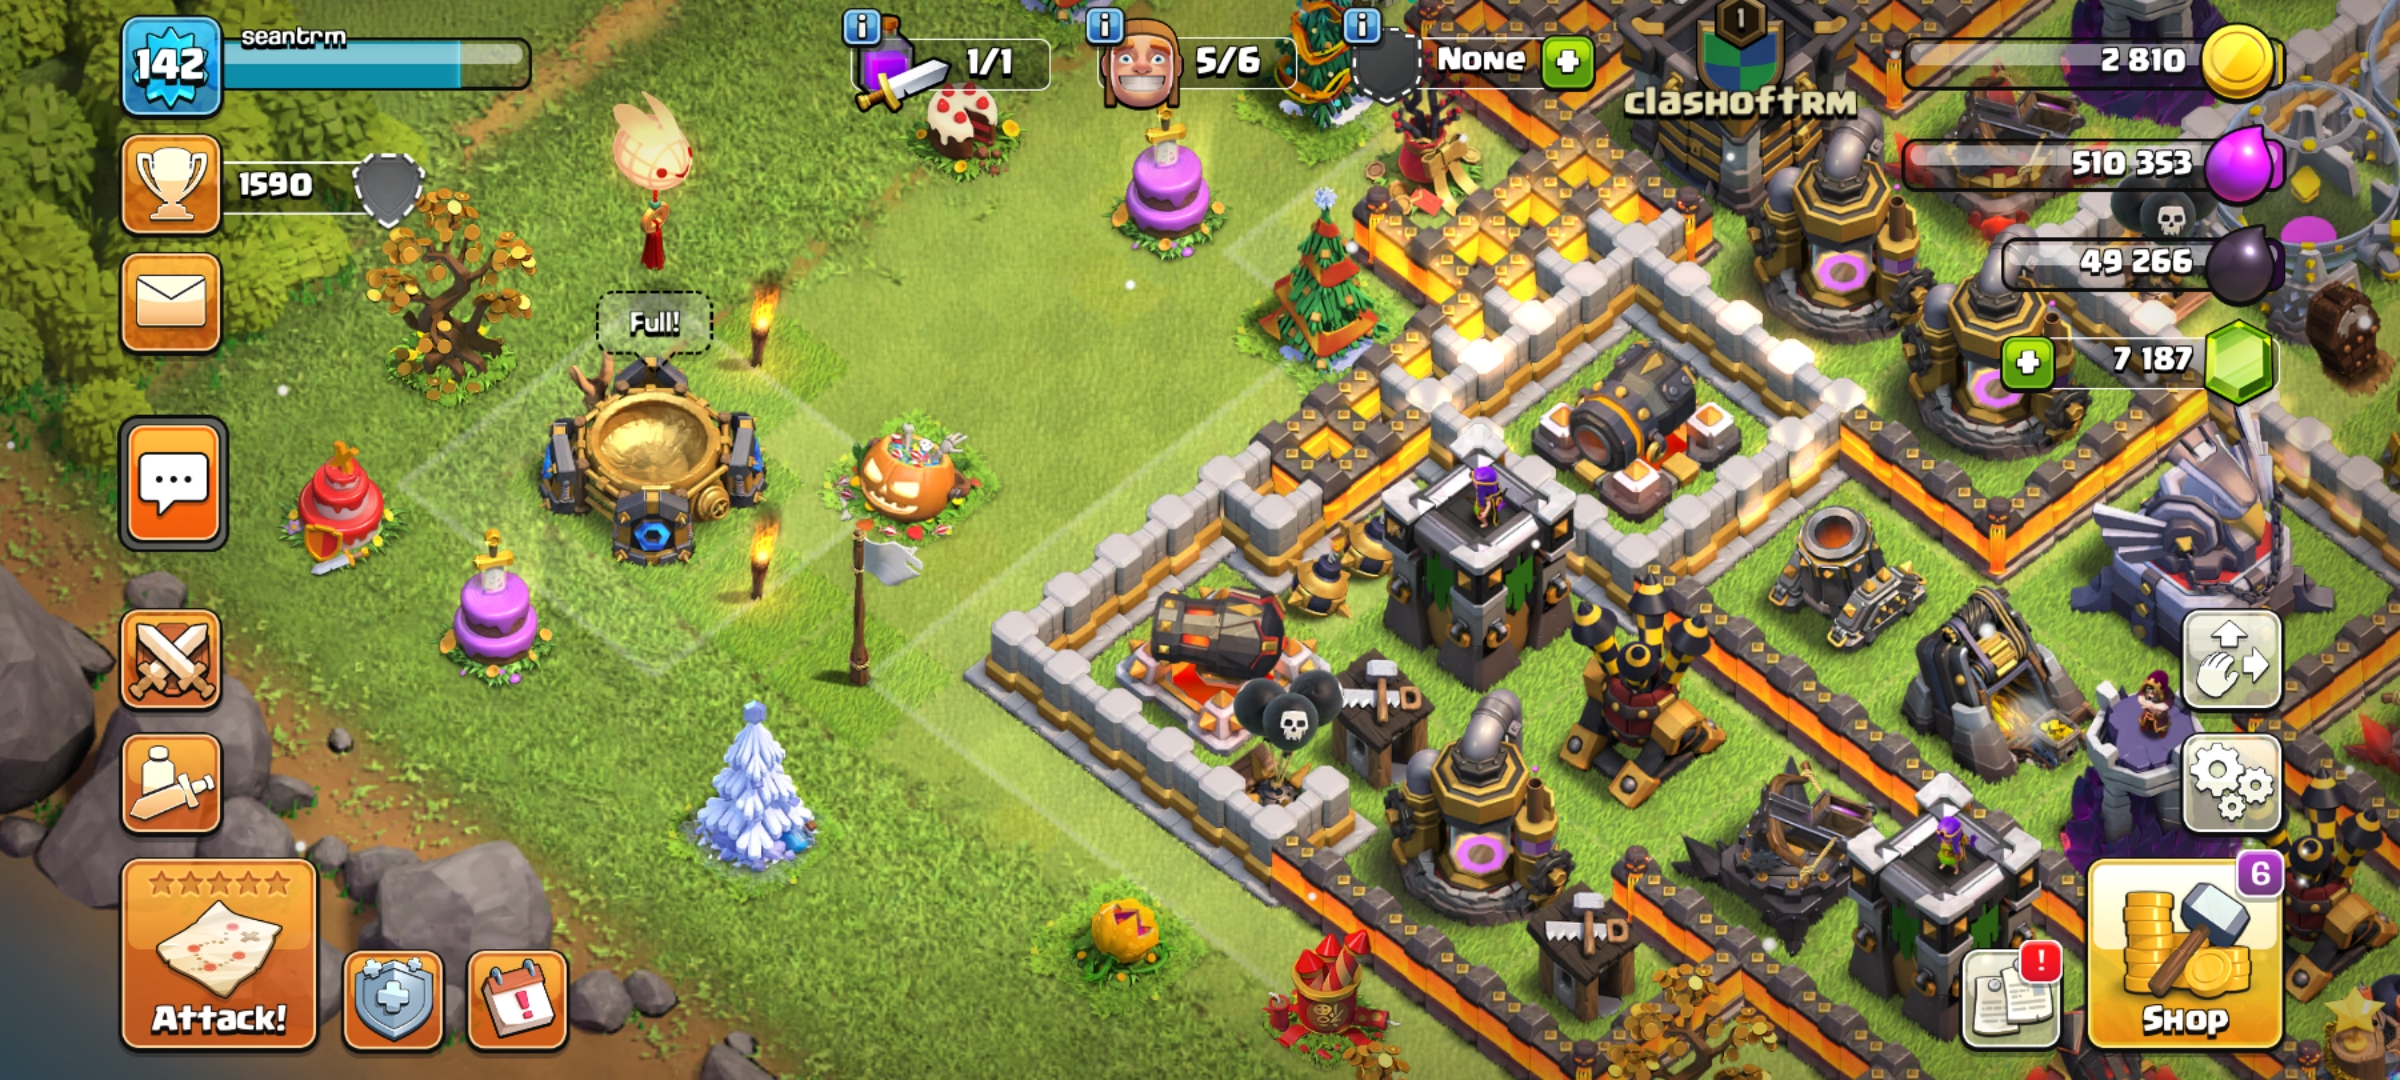 142
seantrm
1/1
5/6
None
1
clashoftrm
2 810
1590
510 353
49 266
7 187
Full!
6
Attack!
!
Shop